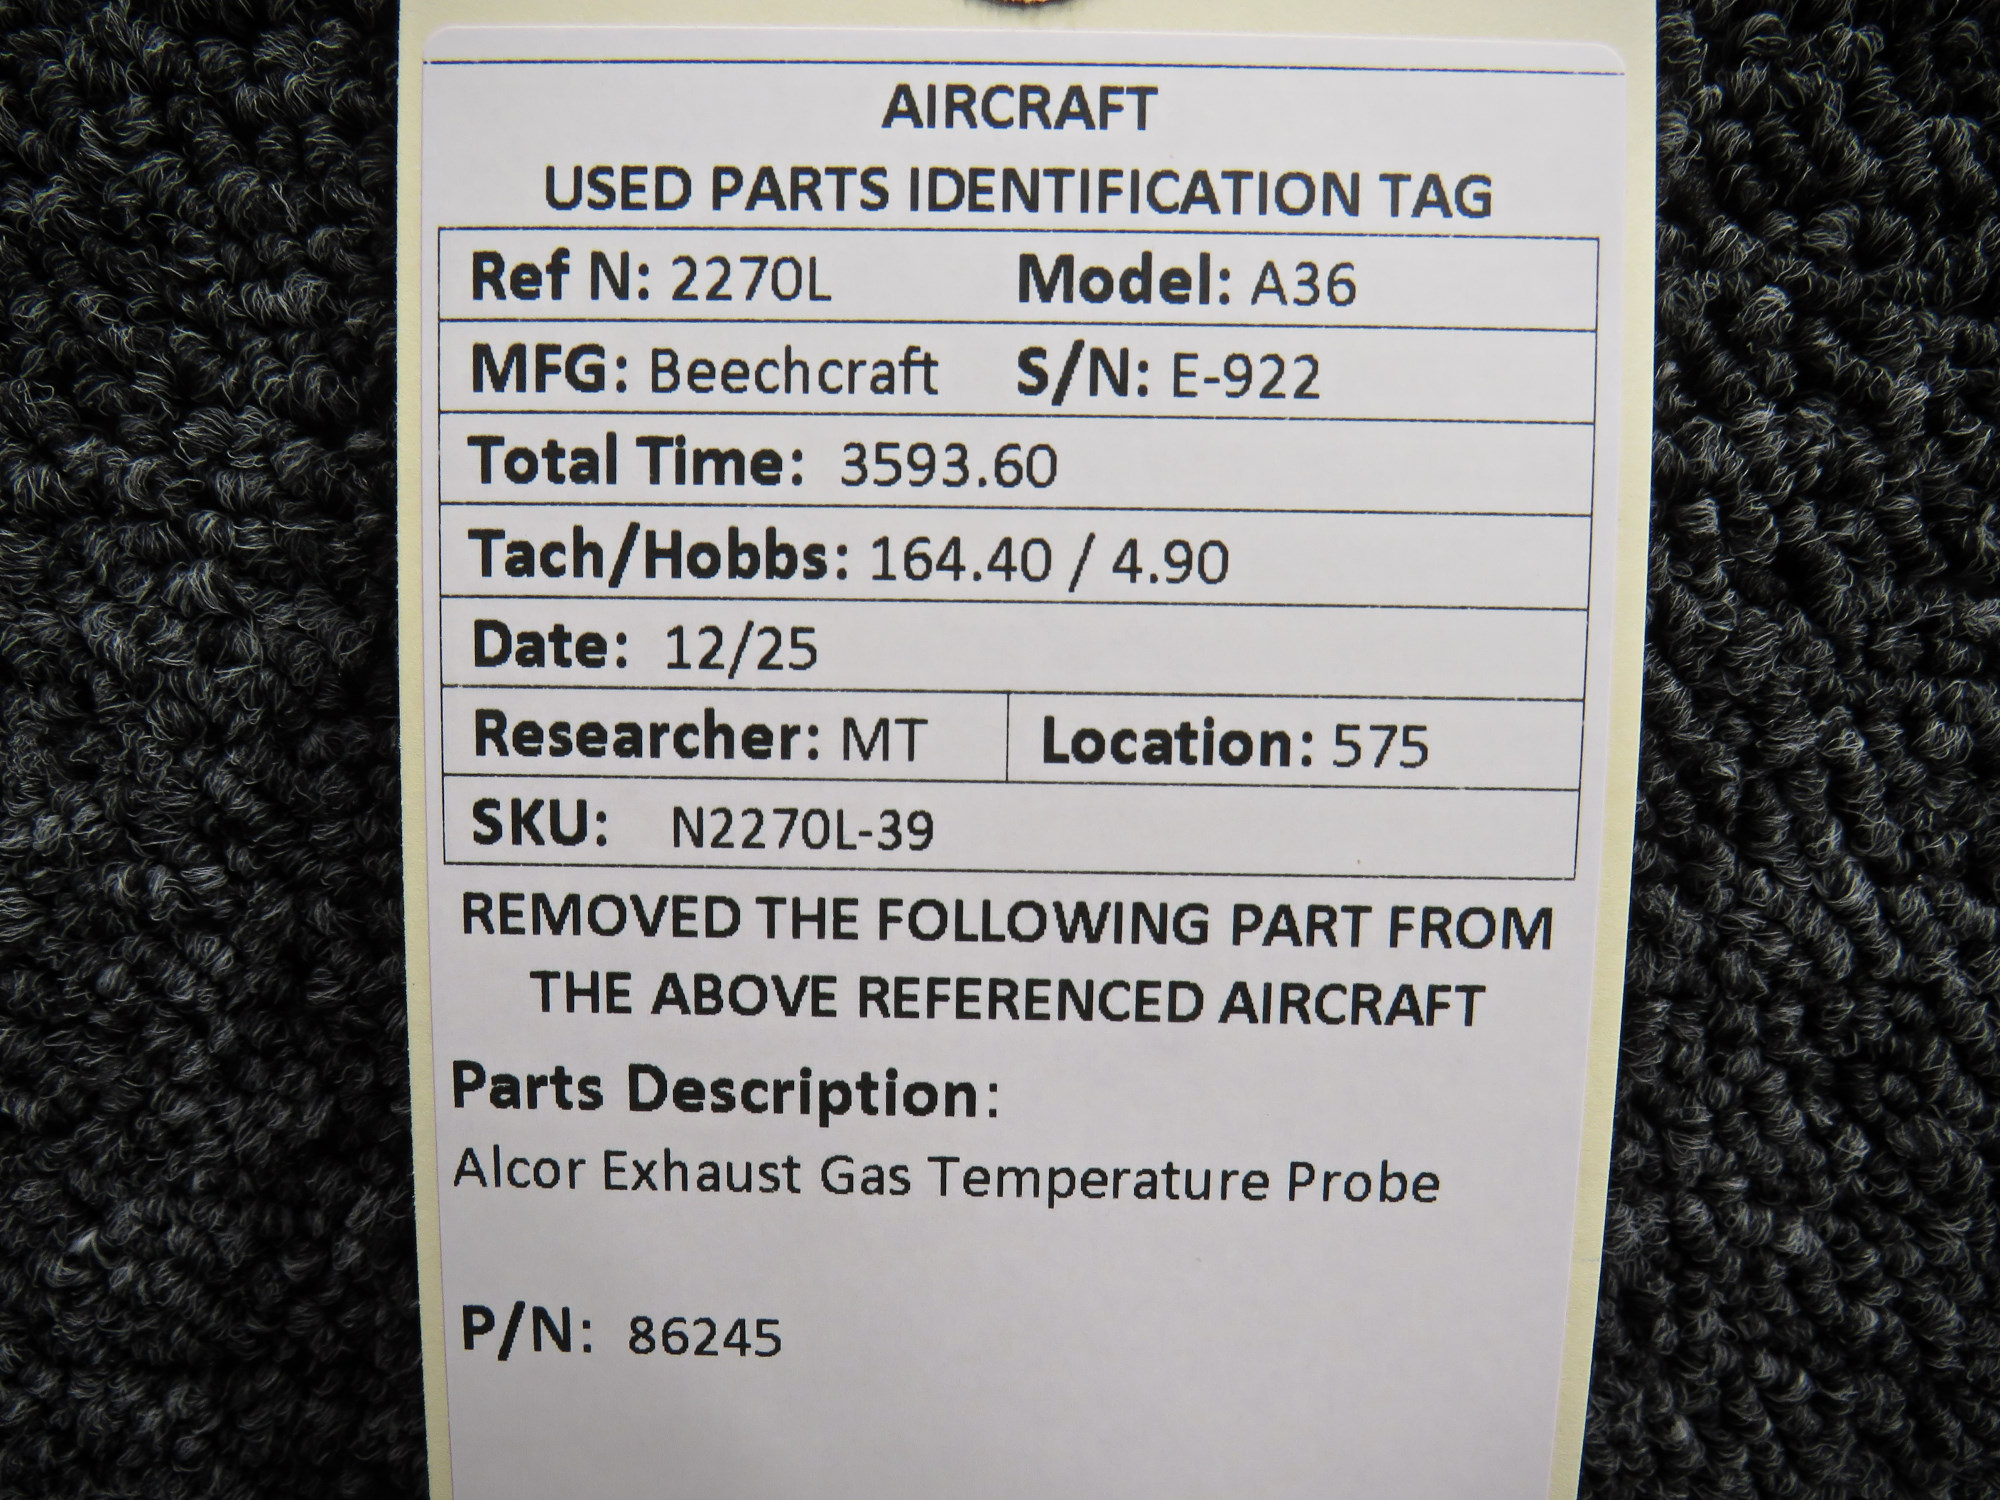 AIRCRAFT
USED PARTS IDENTIFICATION TAG
Ref N: 2270L Model: A36
MFG: Beechcraft S/N: E-922
Total Time: 3593.60
Tach/Hobbs: 164.40 / 4.90
Date: 12/25
Researcher: MT Location: 575
SKU: N2270L-39
REMOVED THE FOLLOWING PART FROM
THE ABOVE REFERENCED AIRCRAFT
Parts Description:
Alcor Exhaust Gas Temperature Probe
P/N: 86245